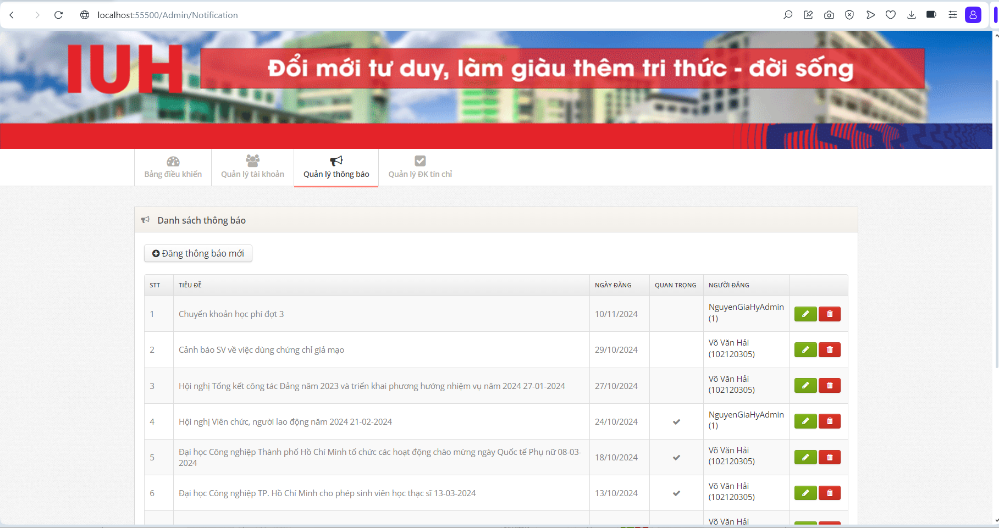 localhost:55500/Admin/Notification
IUH
Đổi mới tư duy, làm giàu thêm tri thức - đời sống
Bảng điều khiển
Quản lý tài khoản
Quản lý thông báo
Quản lý ĐK tín chỉ
Danh sách thông báo
Đăng thông báo mới
STT TIÊU ĐỀ NGÀY ĐĂNG QUAN TRỌNG NGƯỜI ĐĂNG
1 Chuyển khoản học phí đợt 3 10/11/2024 NguyenGiaHyAdmin
(1)
2 Cảnh báo SV về việc dùng chứng chỉ giả mạo 29/10/2024 Võ Văn Hải
(102120305)
3 Hội nghị Tổng kết công tác Đảng năm 2023 và triển khai phương hướng nhiệm vụ năm 2024 27-01-2024 27/10/2024 Võ Văn Hải
(102120305)
4 Hội nghị Viên chức, người lao động năm 2024 21-02-2024 24/10/2024 NguyenGiaHyAdmin
(1)
5 Đại học Công nghiệp Thành phố Hồ Chí Minh tổ chức các hoạt động chào mừng ngày Quốc tế Phụ nữ 08-03- 18/10/2024 Võ Văn Hải
2024 (102120305)
6 Đại học Công nghiệp TP. Hồ Chí Minh cho phép sinh viên học thạc sĩ 13-03-2024 13/10/2024 Võ Văn Hải
(102120305)
Võ Văn Hải